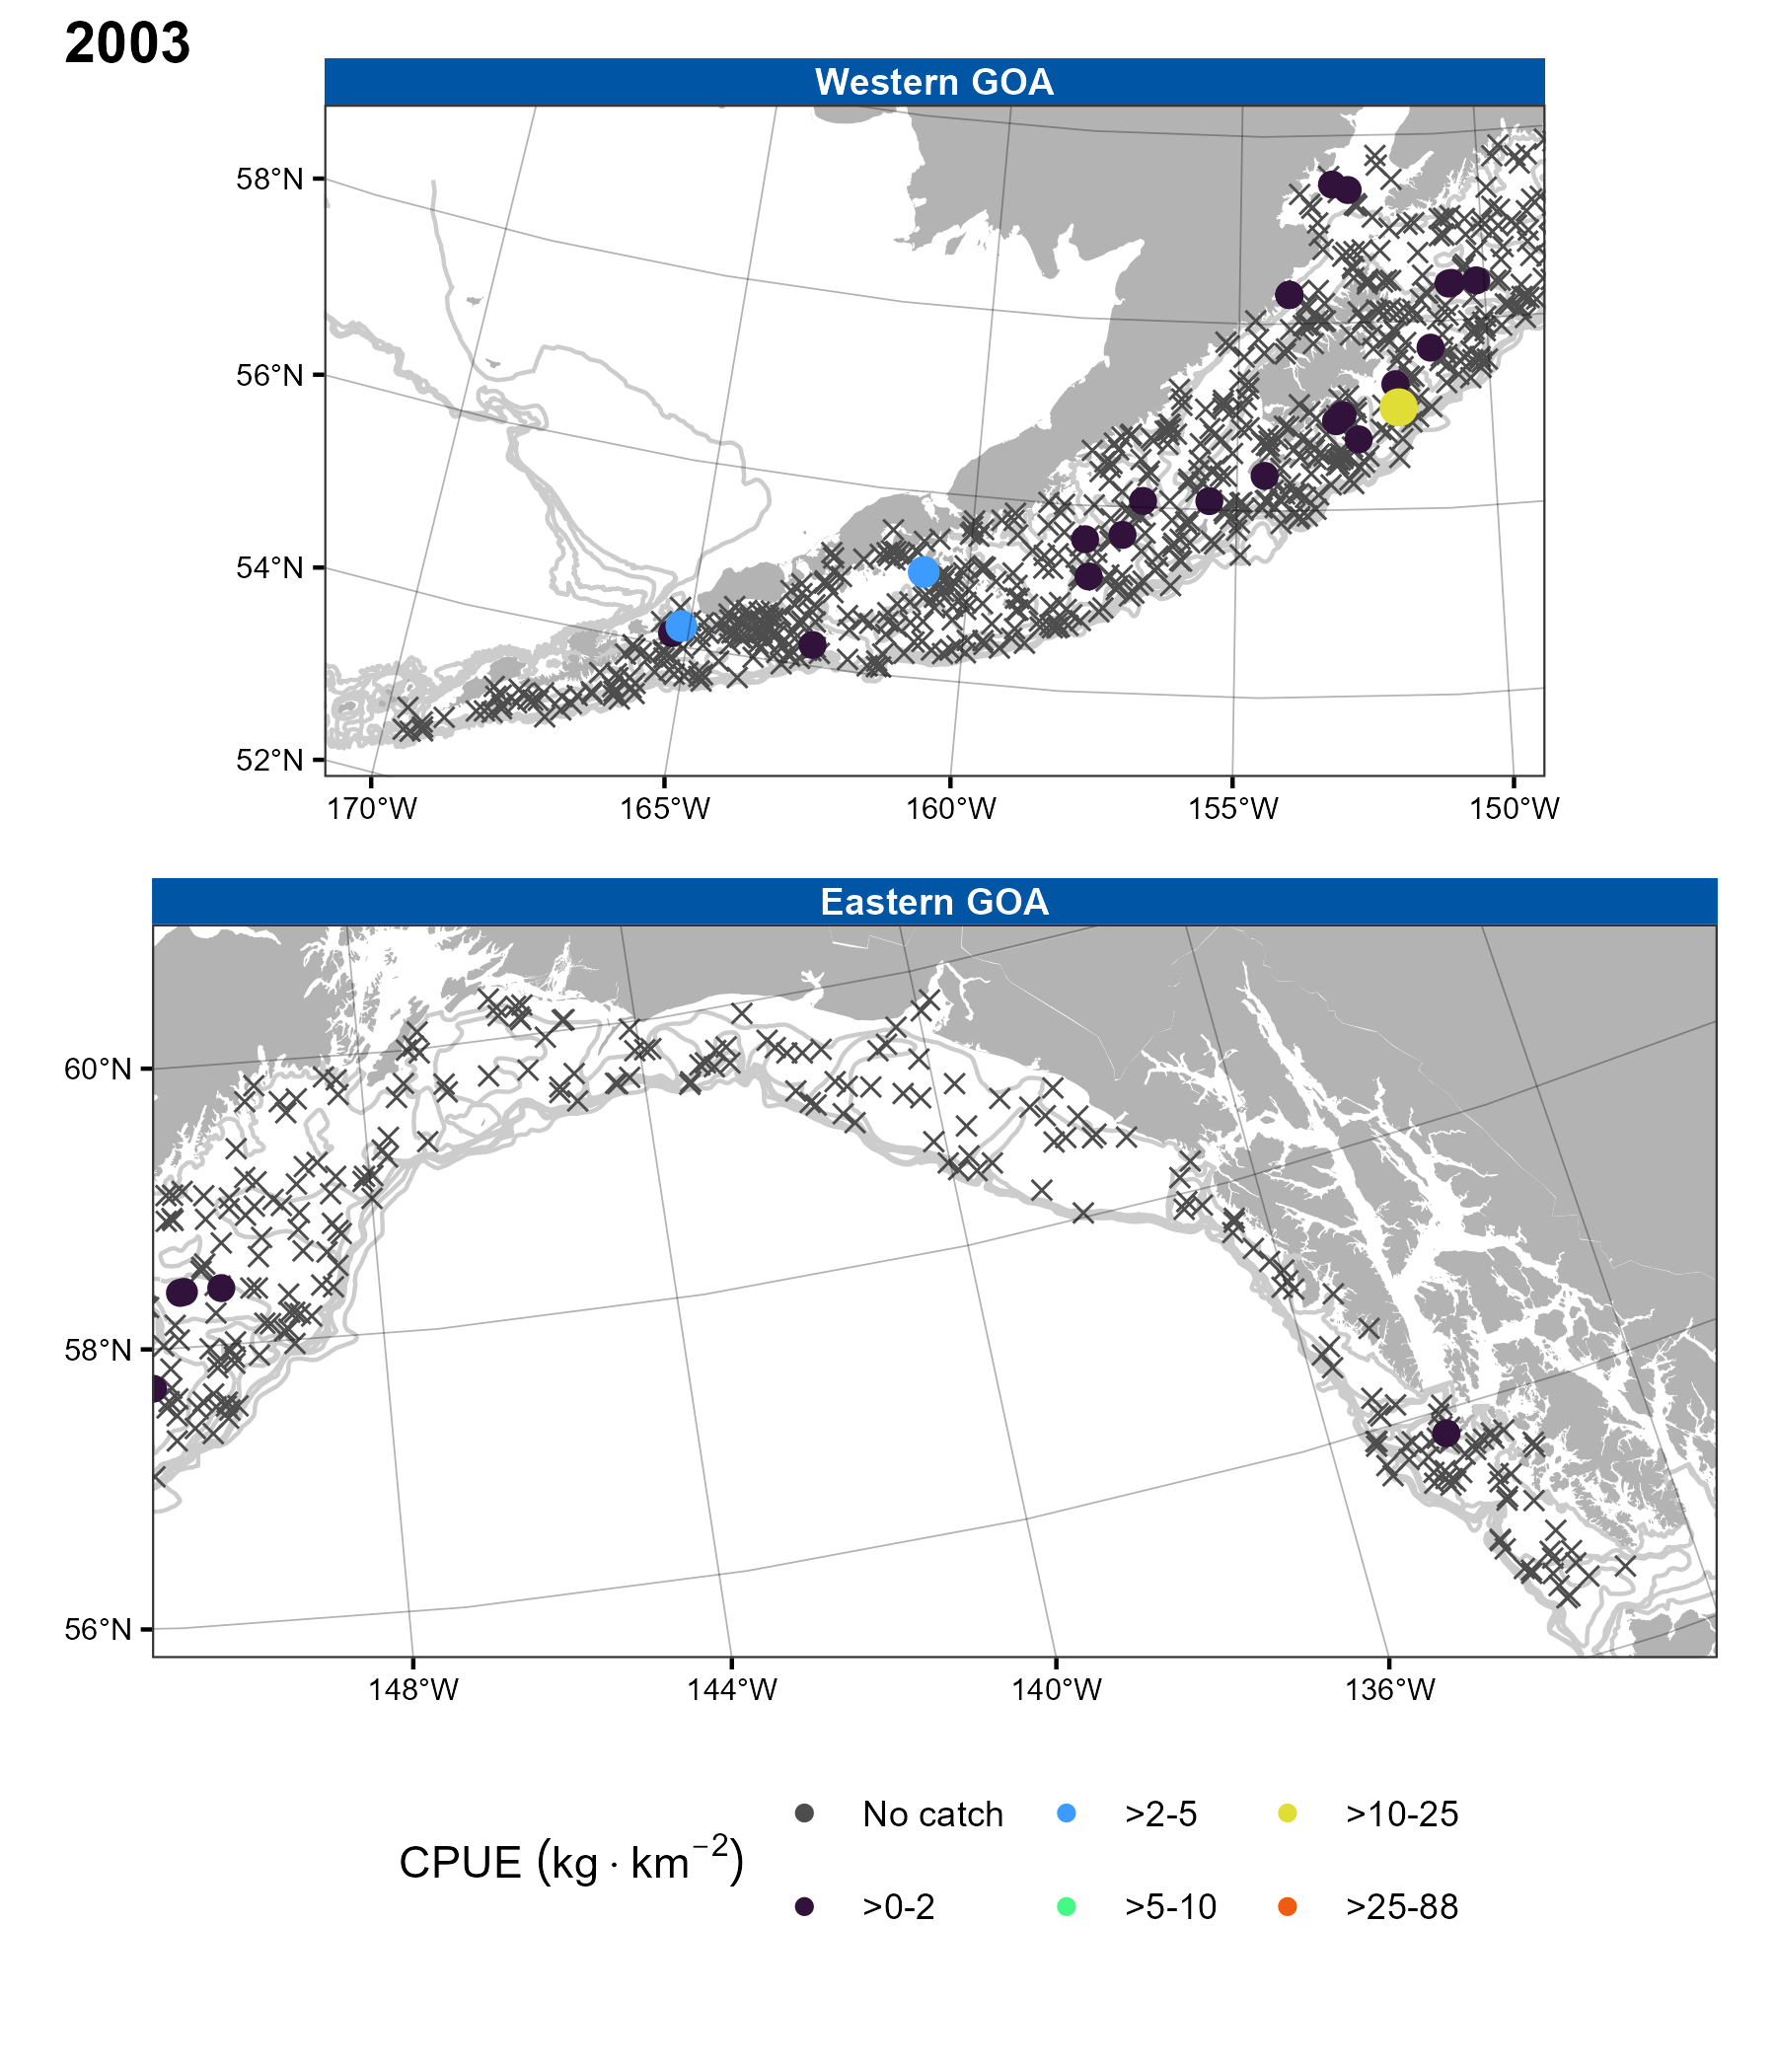 2003
Western GOA
58°N
56°N
54°N
52°N
170°W 165°W 160°W 155°W 150°W
Eastern GOA
60°N
58°N
56°N
148°W 144°W 140°W 136°W
CPUE (kg · km⁻²)
No catch >2-5 >10-25
>0-2 >5-10 >25-88